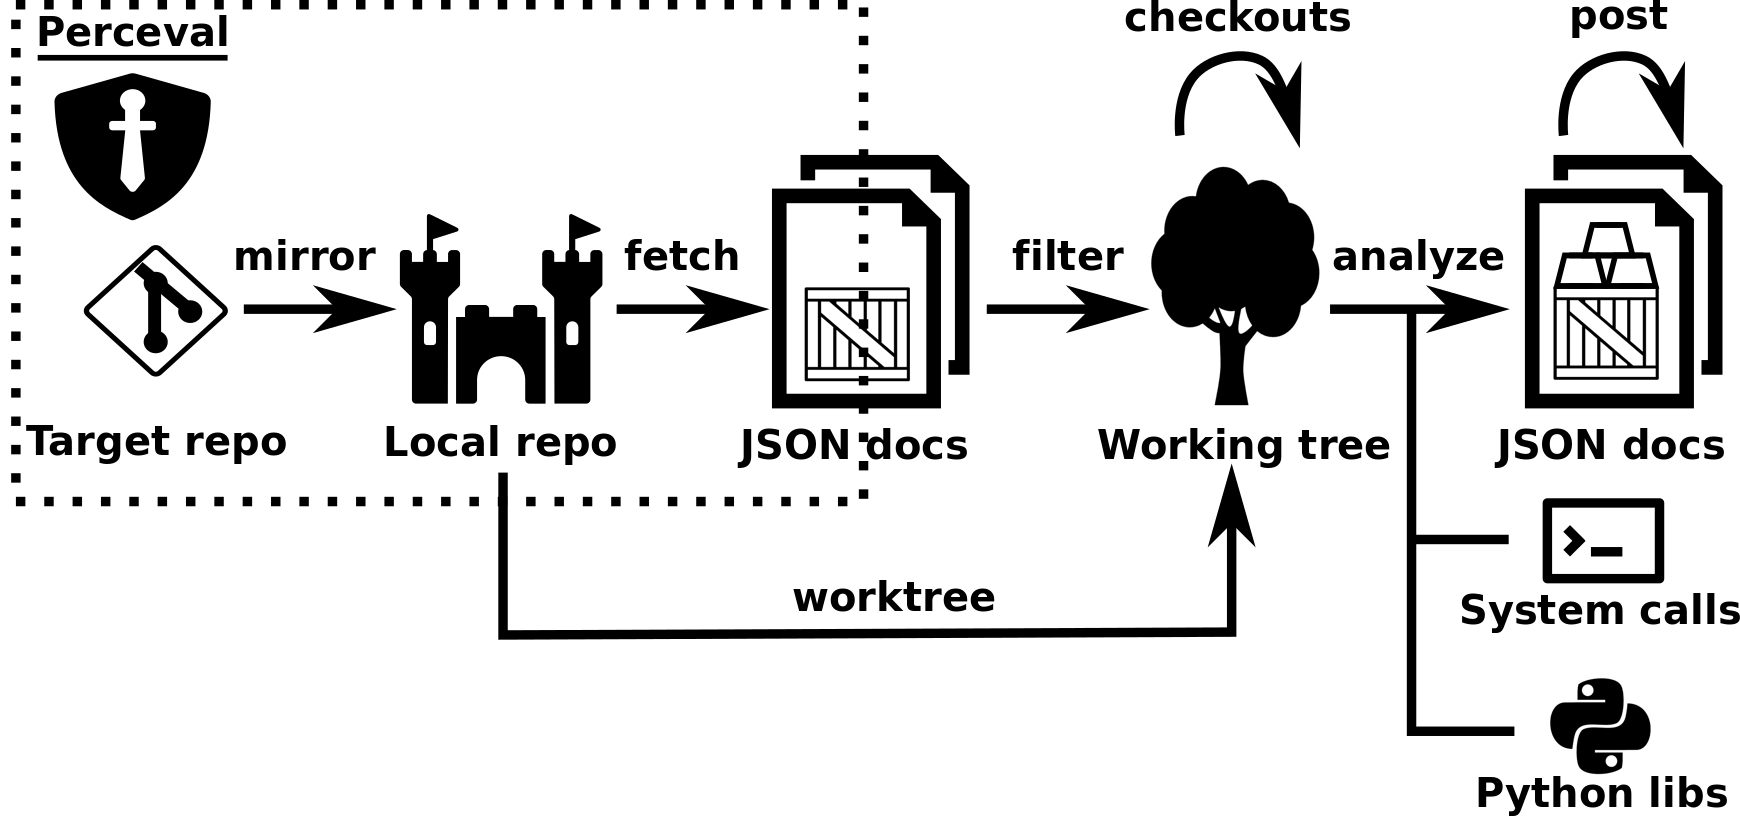 Perceval
checkouts
post
mirror
fetch
filter
analyze
Target repo
Local repo
JSON docs
Working tree
JSON docs
worktree
System calls
Python libs